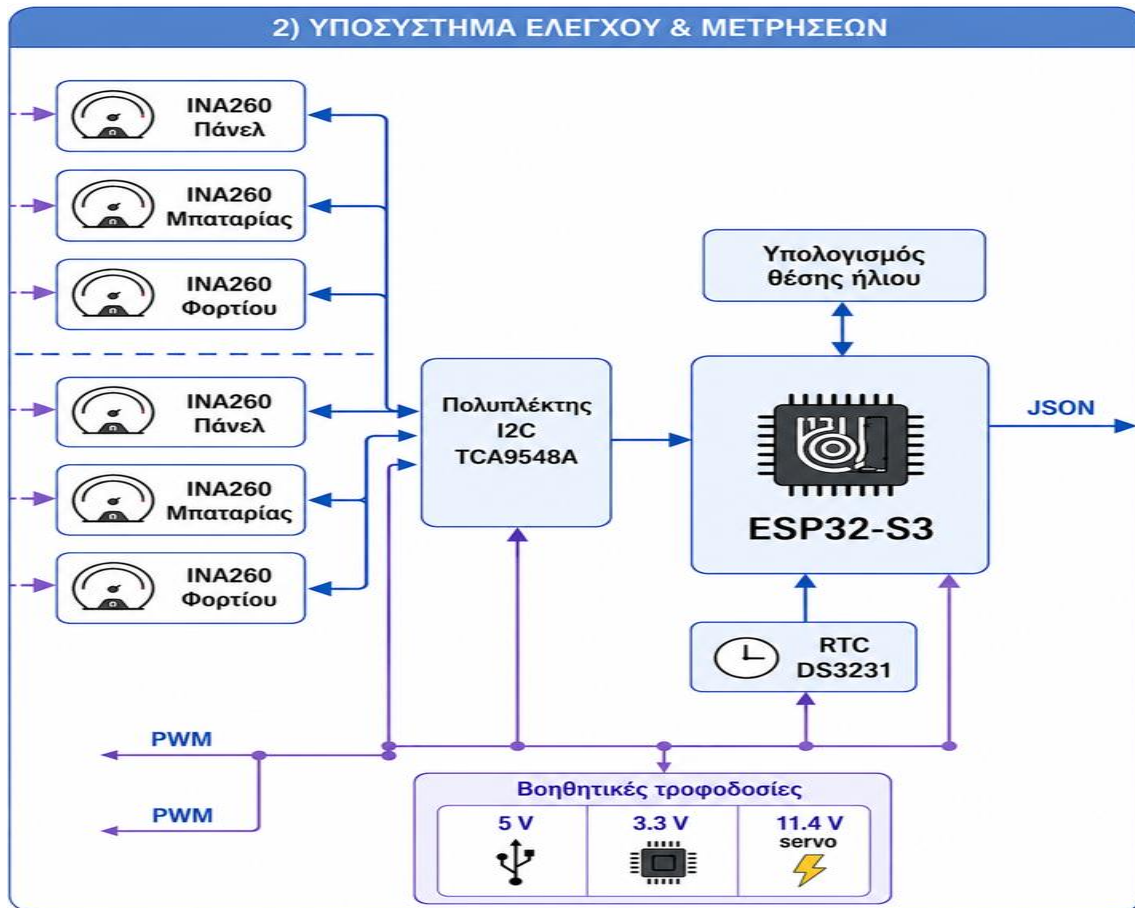 2) ΥΠΟΣΥΣΤΗΜΑ ΕΛΕΓΧΟΥ & ΜΕΤΡΗΣΕΩΝ
INA260
Πάνελ
INA260
Μπαταρίας
INA260
Φορτίου
INA260
Πάνελ
INA260
Μπαταρίας
INA260
Φορτίου
Πολυπλέκτης
I2C
TCA9548A
Υπολογισμός
θέσης ήλιου
ESP32-S3
JSON
RTC
DS3231
PWM
PWM
Βοηθητικές τροφοδοσίες
5 V
3.3 V
11.4 V
servo